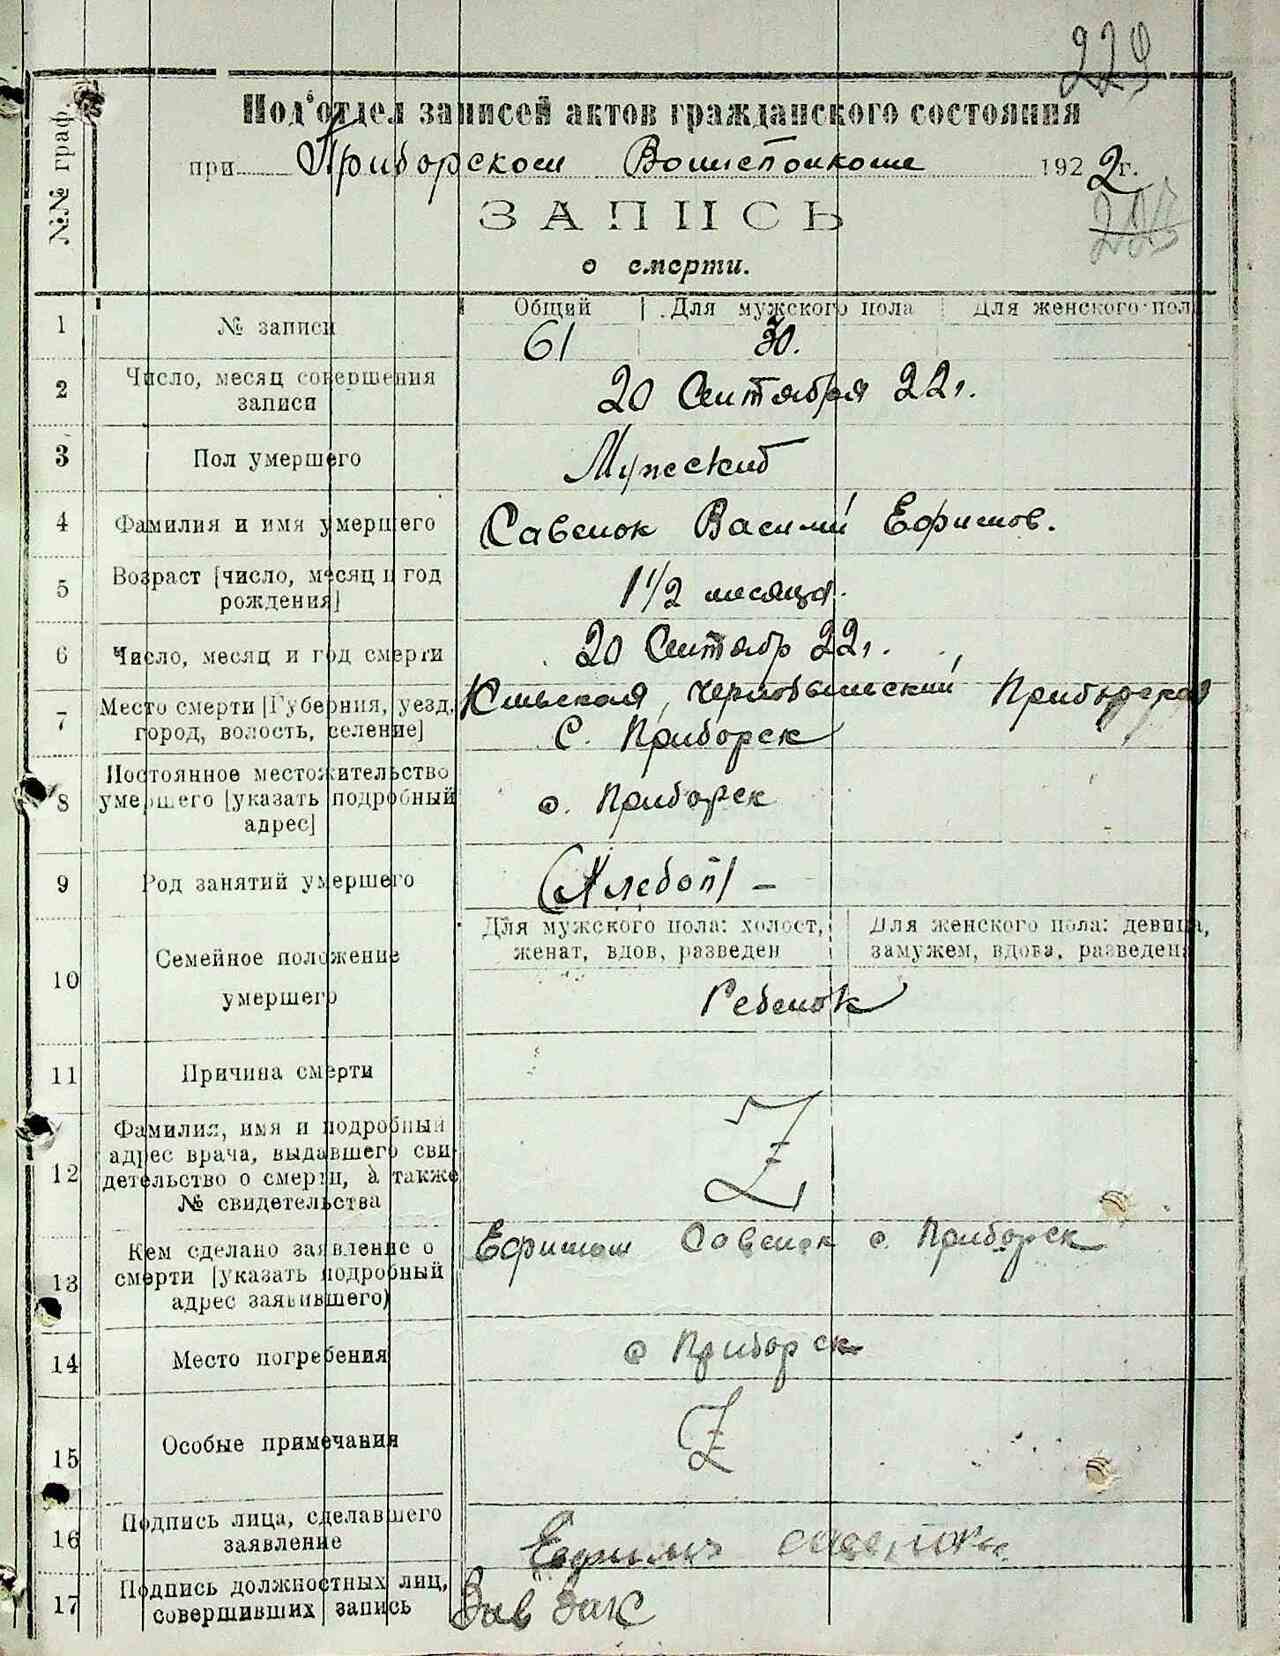 229
№№ граф.
Под'отдел записей актов гражданского состояния
при Приборском Волисполкоме 1922 г.
ЗАПИСЬ
о смерти.
Общий Для мужского пола Для женского пола
1 № записи 61 30.
2 Число, месяц совершения
записи 20 Сентября 22 г.
3 Пол умершего Мужский
4 Фамилия и имя умершего Савенок Василий Ефимов.
5 Возраст [число, месяц и год
рождения] 1 1/2 месяца.
6 Число, месяц и год смерти 20 Сентябр 22 г.
7 Место смерти [Губерния, уезд, Киевская, Чернобыльский Приборская
город, волость, селение] С. Приборск
8 Постоянное местожительство
умершего [указать подробный с. Приборск
адрес]
9 Род занятий умершего (Хлебоп) –
Для мужского пола: холост, Для женского пола: девица,
женат, вдов, разведен замужем, вдова, разведена
10 Семейное положение
умершего Ребенок
11 Причина смерти
12 Фамилия, имя и подробный
адрес врача, выдавшего сви-
детельство о смерти, а также Z
№ свидетельства
13 Кем сделано заявление о Ефимом Савенок с. Приборск
смерти [указать подробный
адрес заявившего)
14 Место погребения с Приборск
15 Особые примечания Z
16 Подпись лица, сделавшего
заявление Ефимъ
17 Подпись должностных лиц, Зав Загс
совершивших запись